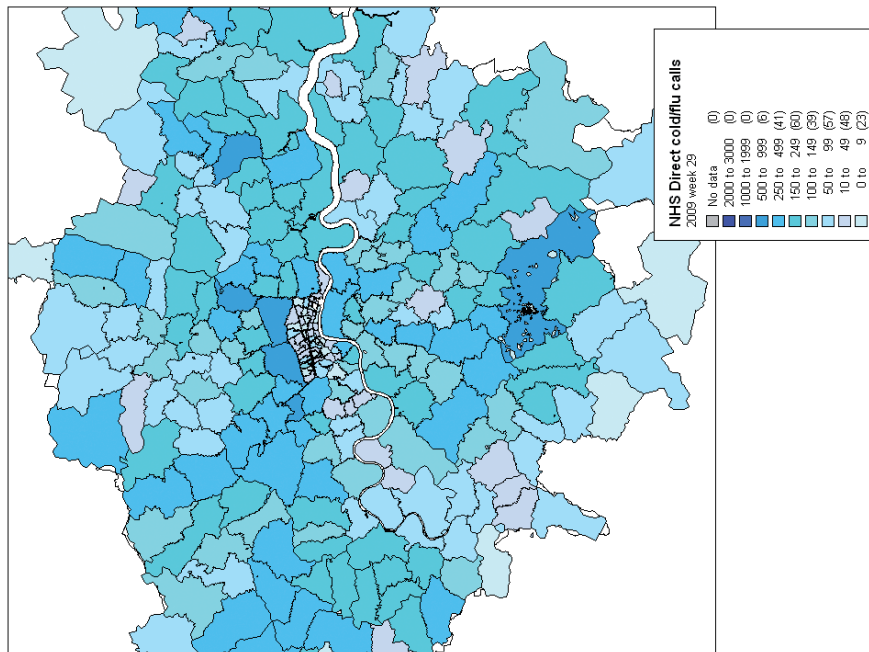 NHS Direct cold/flu calls
2009 week 29
No data (0)
2000 to 3000 (0)
1000 to 1999 (0)
500 to 999 (6)
250 to 499 (41)
150 to 249 (60)
100 to 149 (39)
50 to 99 (57)
10 to 49 (48)
0 to 9 (23)